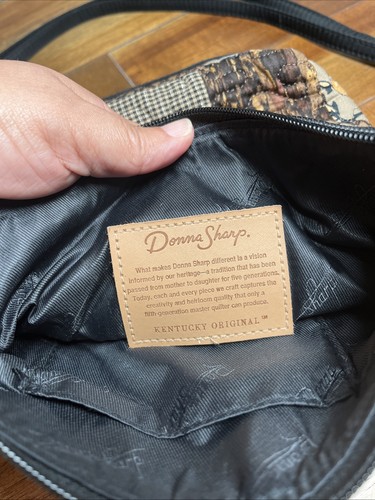 Donna Sharp.
What makes Donna Sharp different is a vision
informed by our heritage—a tradition that has been
passed from mother to daughter for five generations.
Today, each and every piece we craft captures the
creativity and heirloom quality that only a
fifth-generation master quilter can produce.
KENTUCKY ORIGINAL℠
Sharp